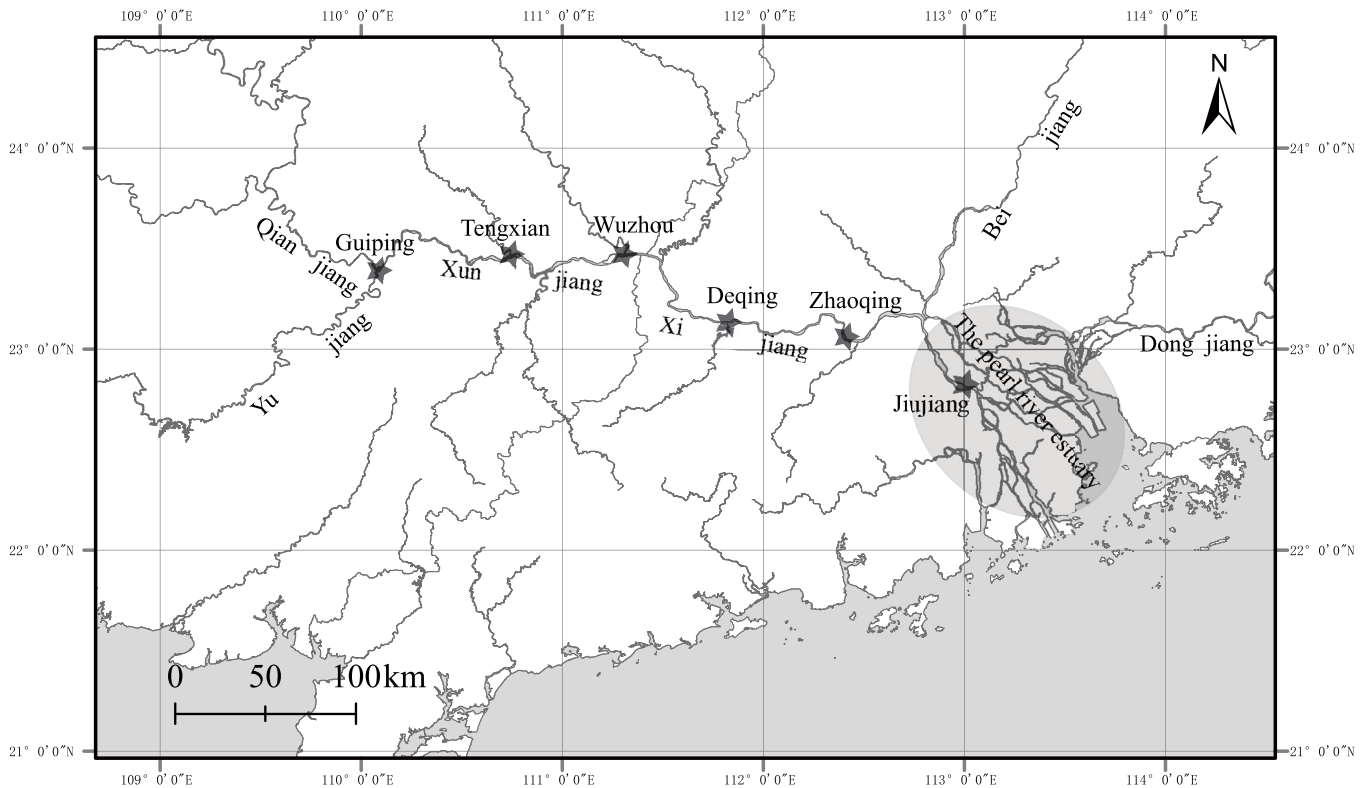 109° 0′0″E
110° 0′0″E
111° 0′0″E
112° 0′0″E
113° 0′0″E
114° 0′0″E
N
jiang
24° 0′0″N
24° 0′0″N
Bei
Qian
jiang
Guiping
Tengxian
Wuzhou
Xun
jiang
Deqing
Zhaoqing
Xi
jiang
jiang
Yu
The pearl river estuary
23° 0′0″N
Dong jiang
23° 0′0″N
Jiujiang
22° 0′0″N
22° 0′0″N
0 50 100km
21° 0′0″N
21° 0′0″N
109° 0′0″E
110° 0′0″E
111° 0′0″E
112° 0′0″E
113° 0′0″E
114° 0′0″E